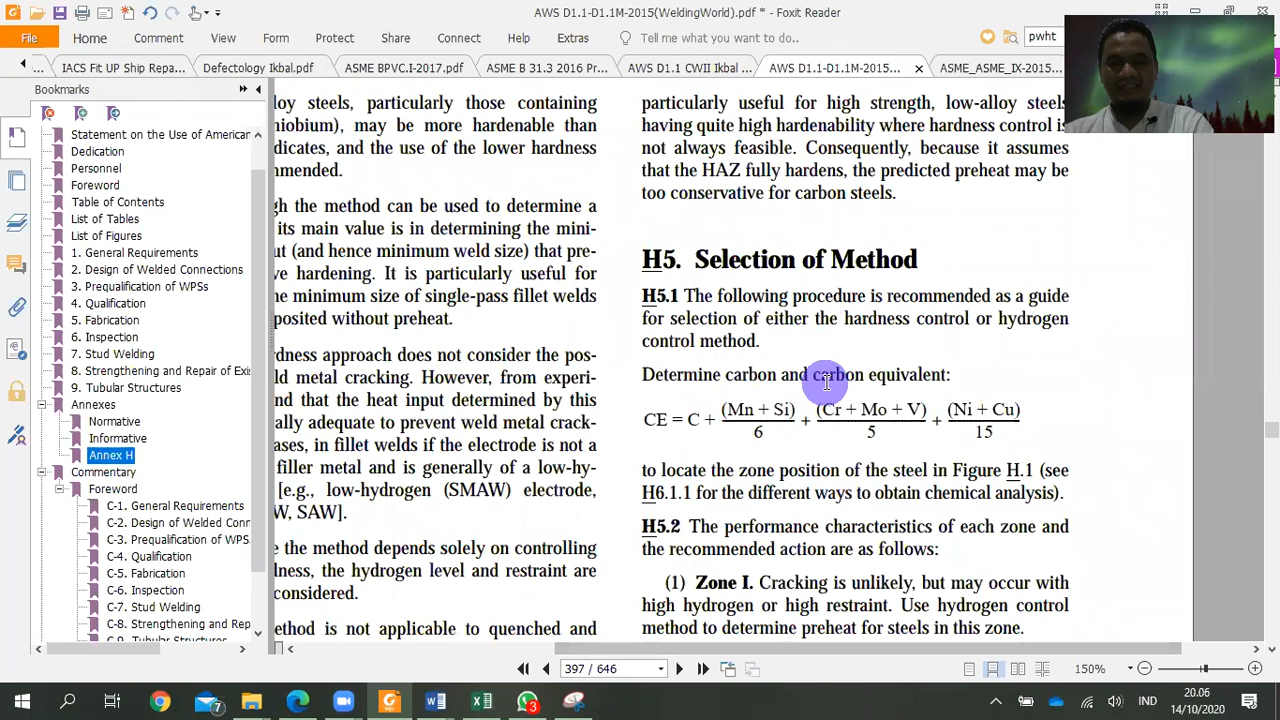 AWS D1.1-D1.1M-2015(WeldingWorld).pdf * - Foxit Reader
File Home Comment View Form Protect Share Connect Help Extras Tell me what you want to do.. pwht
... IACS Fit UP Ship Repa... Defectology Ikbal.pdf ASME BPVC.I-2017.pdf ASME B 31.3 2016 Pr... AWS D1.1 CWII Ikbal ... AWS D1.1-D1.1M-2015... ASME_ASME_IX-2015...
Bookmarks
Statement on the Use of American
Dedication
Personnel
Foreword
Table of Contents
List of Tables
List of Figures
1. General Requirements
2. Design of Welded Connections
3. Prequalification of WPSs
4. Qualification
5. Fabrication
6. Inspection
7. Stud Welding
8. Strengthening and Repair of Exis
9. Tubular Structures
Annexes
Normative
Informative
Annex H
Commentary
Foreword
C-1. General Requirements
C-2. Design of Welded Conn
C-3. Prequalification of WPS
C-4. Qualification
C-5. Fabrication
C-6. Inspection
C-7. Stud Welding
C-8. Strengthening and Rep
C-9. Tubular Structures
loy steels, particularly those containing
niobium), may be more hardenable than
dicates, and the use of the lower hardness
mmended.
gh the method can be used to determine a
its main value is in determining the mini-
ut (and hence minimum weld size) that pre-
ve hardening. It is particularly useful for
ne minimum size of single-pass fillet welds
posited without preheat.
rdness approach does not consider the pos-
ld metal cracking. However, from experi-
nd that the heat input determined by this
ally adequate to prevent weld metal crack-
ases, in fillet welds if the electrode is not a
filler metal and is generally of a low-hy-
[e.g., low-hydrogen (SMAW) electrode,
W, SAW].
e the method depends solely on controlling
dness, the hydrogen level and restraint are
considered.
ethod is not applicable to quenched and
particularly useful for high strength, low-alloy steels
having quite high hardenability where hardness control is
not always feasible. Consequently, because it assumes
that the HAZ fully hardens, the predicted preheat may be
too conservative for carbon steels.
H5. Selection of Method
H5.1 The following procedure is recommended as a guide
for selection of either the hardness control or hydrogen
control method.
Determine carbon and carbon equivalent:
CE = C + (Mn + Si)/6 + (Cr + Mo + V)/5 + (Ni + Cu)/15
to locate the zone position of the steel in Figure H.1 (see
H6.1.1 for the different ways to obtain chemical analysis).
H5.2 The performance characteristics of each zone and
the recommended action are as follows:
(1) Zone I. Cracking is unlikely, but may occur with
high hydrogen or high restraint. Use hydrogen control
method to determine preheat for steels in this zone.
397 / 646
150%
7
3
IND
20.06
14/10/2020